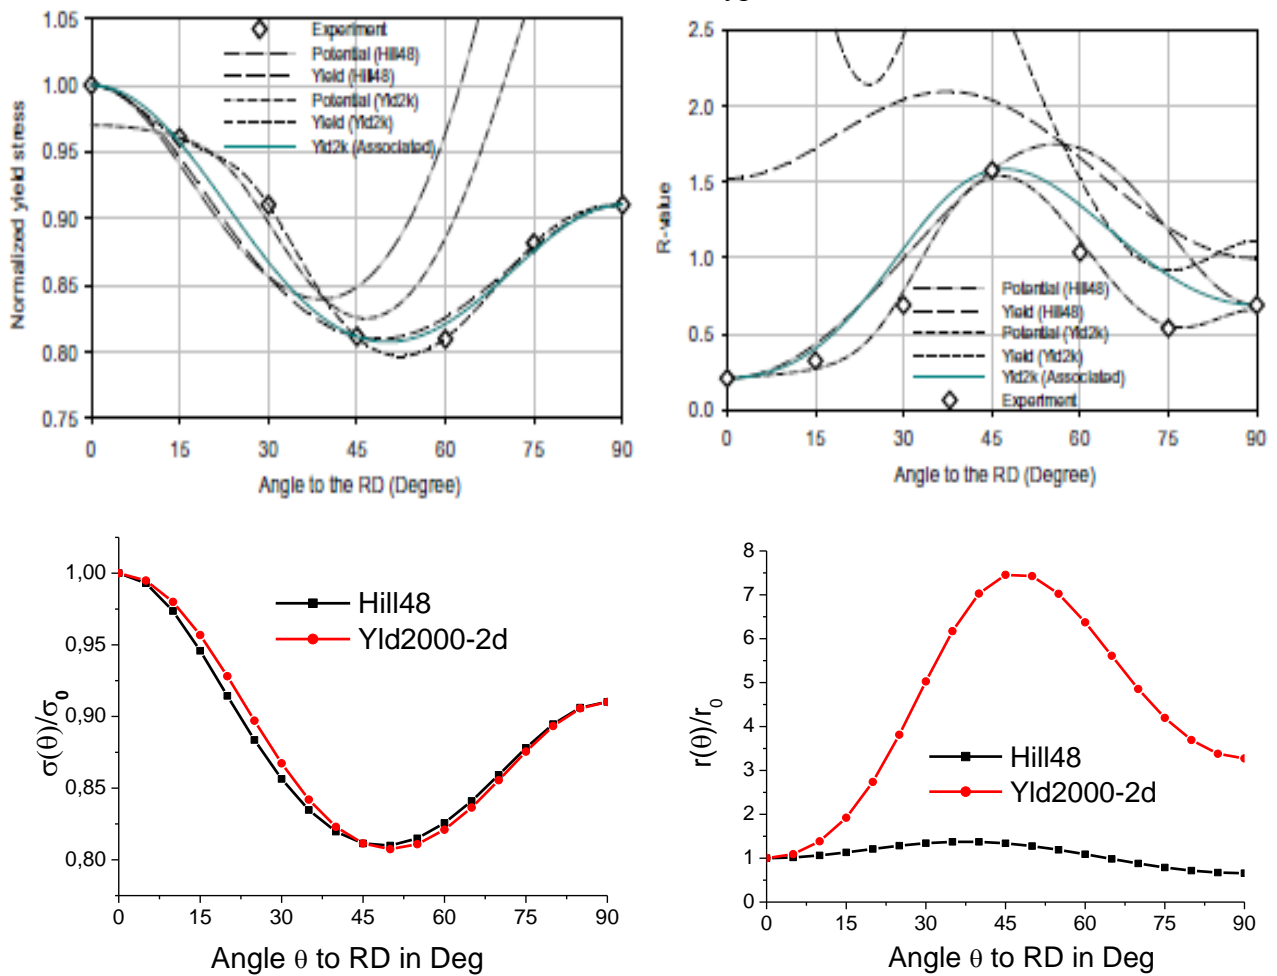 1.05
1.00
0.95
0.90
0.85
0.80
0.75
Normalized yield stress
Experiment
Potential (Hill48)
Yield (Hill48)
Potential (Yld2k)
Yield (Yld2k)
Yld2k (Associated)
0 15 30 45 60 75 90
Angle to the RD (Degree)
2.5
2.0
1.5
1.0
0.5
0.0
R-value
Potential (Hill48)
Yield (Hill48)
Potential (Yld2k)
Yield (Yld2k)
Yld2k (Associated)
Experiment
0 15 30 45 60 75 90
Angle to the RD (Degree)
1,00
0,95
0,90
0,85
0,80
σ(θ)/σ₀
Hill48
Yld2000-2d
0 15 30 45 60 75 90
Angle θ to RD in Deg
8
7
6
5
4
3
2
1
0
r(θ)/r₀
Hill48
Yld2000-2d
0 15 30 45 60 75 90
Angle θ to RD in Deg